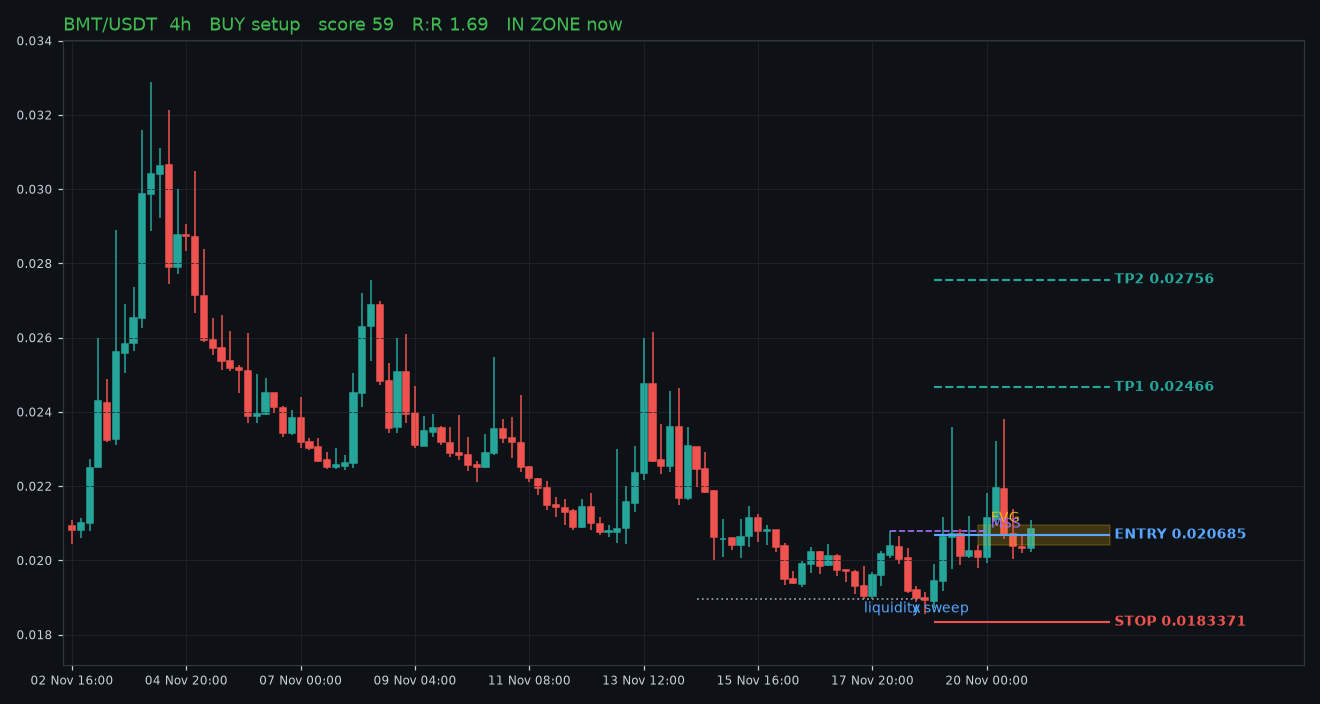 BMT/USDT 4h BUY setup score 59 R:R 1.69 IN ZONE now
0.034
0.032
0.030
0.028
0.026
0.024
0.022
0.020
0.018
TP2 0.02756
TP1 0.02466
FVG
MSS
ENTRY 0.020685
liquidity sweep
x
STOP 0.0183371
02 Nov 16:00
04 Nov 20:00
07 Nov 00:00
09 Nov 04:00
11 Nov 08:00
13 Nov 12:00
15 Nov 16:00
17 Nov 20:00
20 Nov 00:00